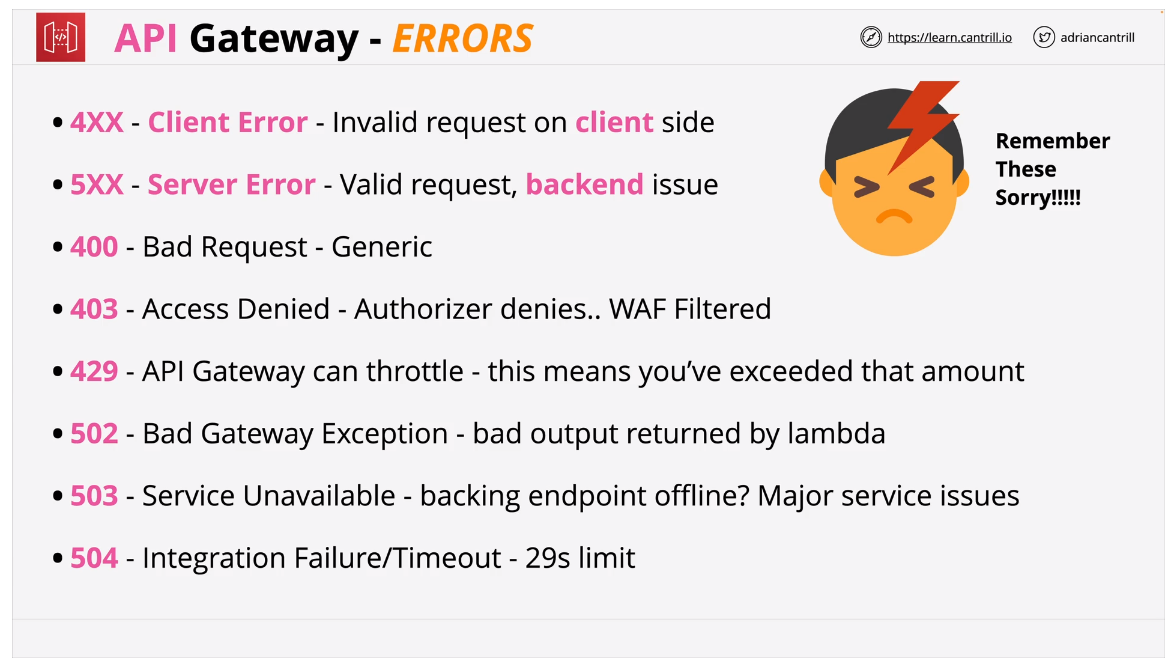 API Gateway - ERRORS
https://learn.cantrill.io
adriancantrill
• 4XX - Client Error - Invalid request on client side
• 5XX - Server Error - Valid request, backend issue
• 400 - Bad Request - Generic
• 403 - Access Denied - Authorizer denies.. WAF Filtered
• 429 - API Gateway can throttle - this means you’ve exceeded that amount
• 502 - Bad Gateway Exception - bad output returned by lambda
• 503 - Service Unavailable - backing endpoint offline? Major service issues
• 504 - Integration Failure/Timeout - 29s limit
Remember
These
Sorry!!!!!